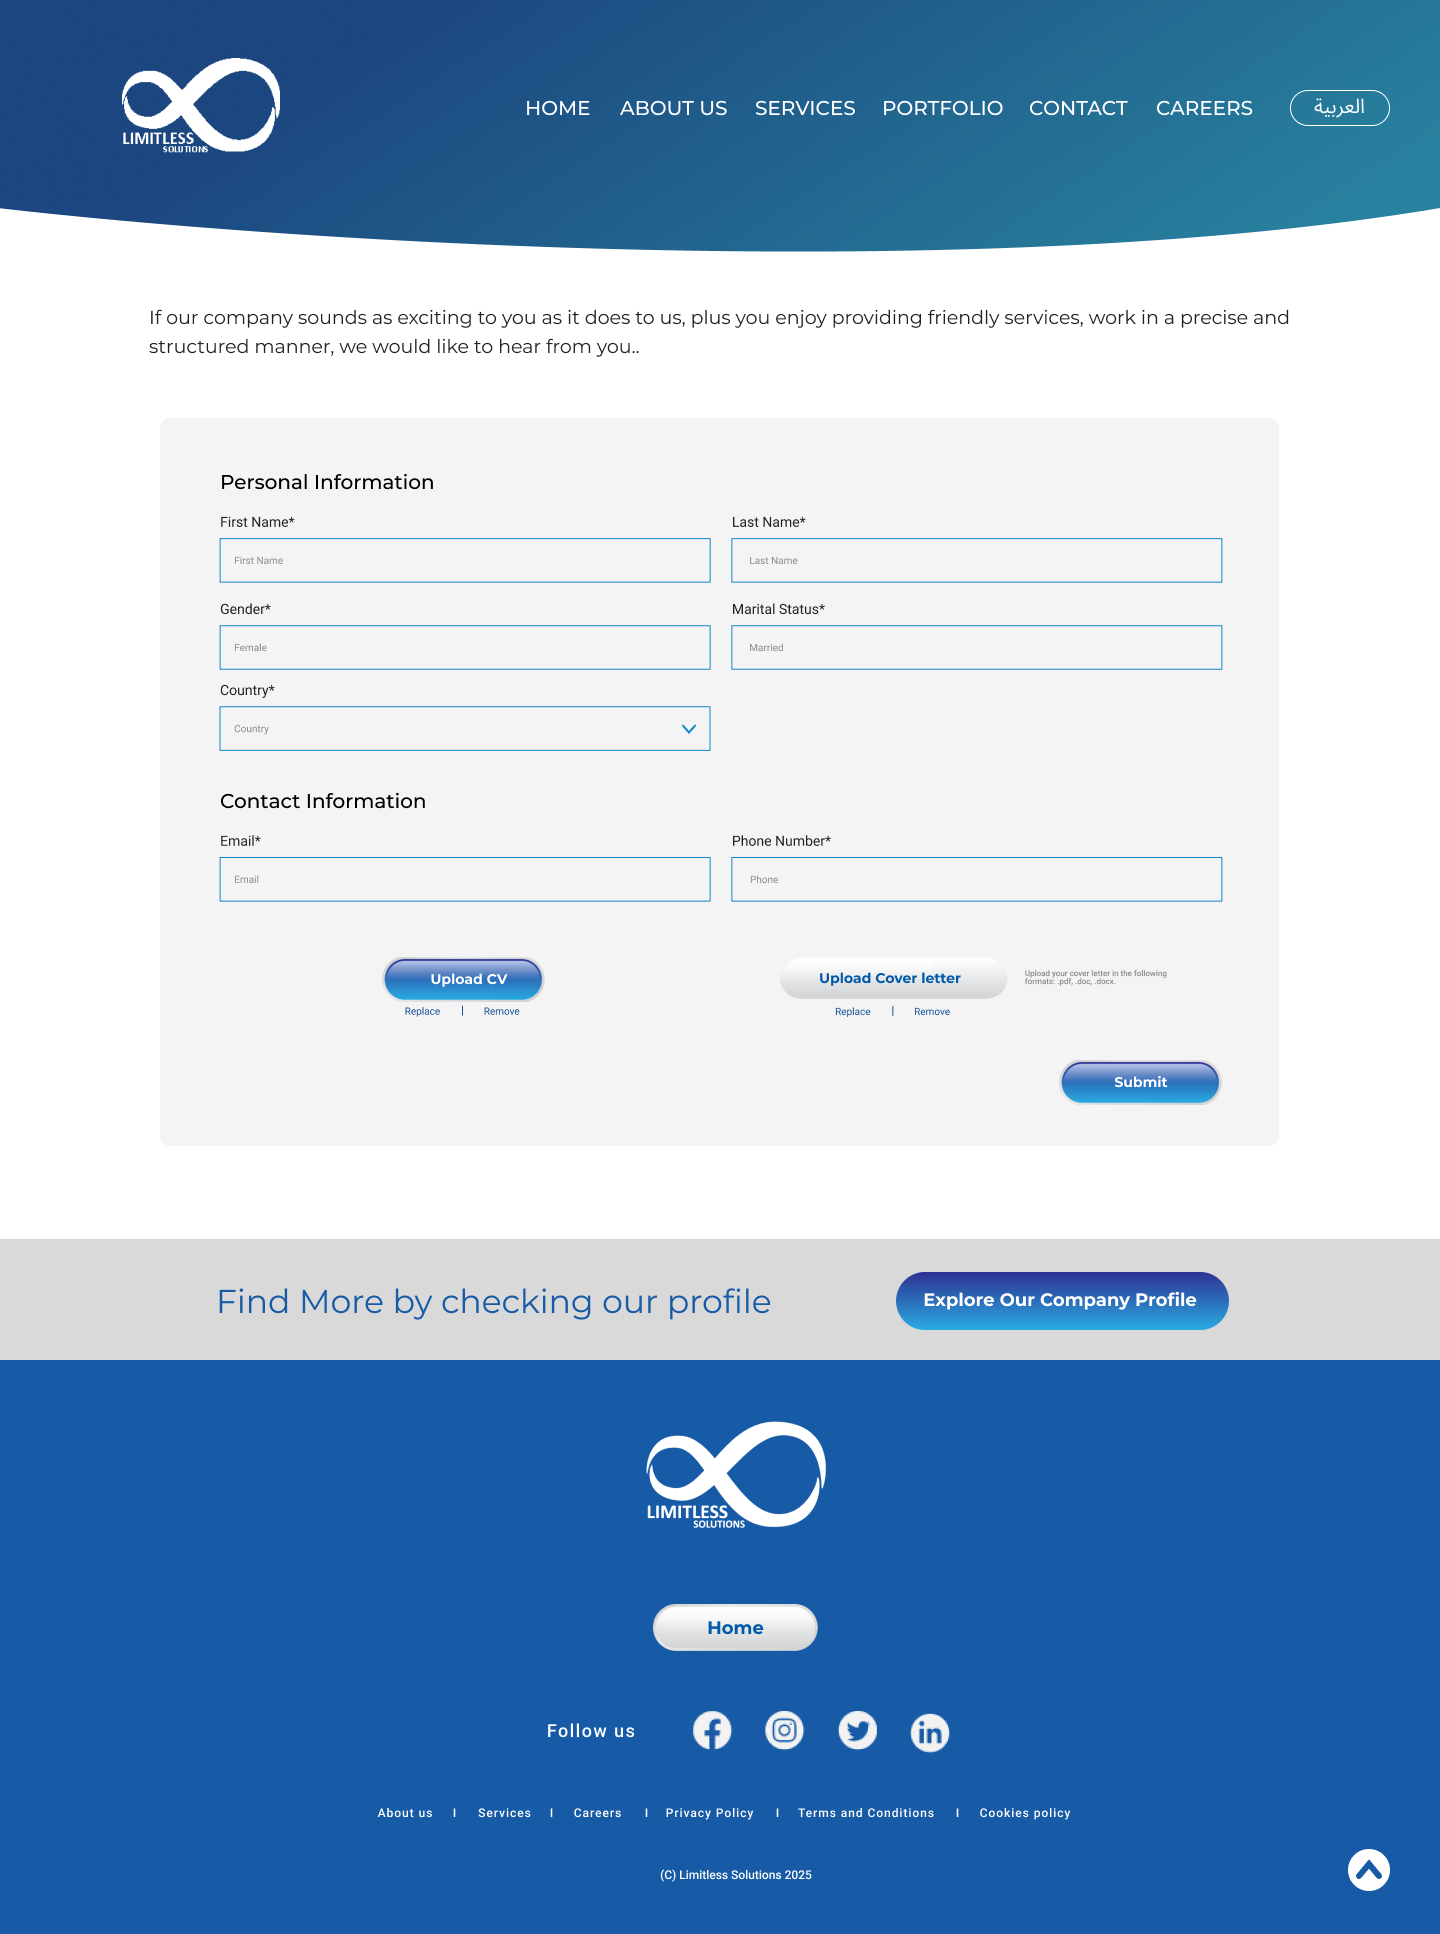 LIMITLESS
SOLUTIONS
HOME ABOUT US SERVICES PORTFOLIO CONTACT CAREERS العربية
If our company sounds as exciting to you as it does to us, plus you enjoy providing friendly services, work in a precise and
structured manner, we would like to hear from you..
Personal Information
First Name* Last Name*
First Name Last Name
Gender* Marital Status*
Female Married
Country*
Country
Contact Information
Email* Phone Number*
Email Phone
Upload CV Upload Cover letter
Upload your cover letter in the following
formats: .pdf, .doc, .docx.
Replace | Remove Replace | Remove
Submit
Find More by checking our profile Explore Our Company Profile
LIMITLESS
SOLUTIONS
Home
Follow us
About us I Services I Careers I Privacy Policy I Terms and Conditions I Cookies policy
(C) Limitless Solutions 2025